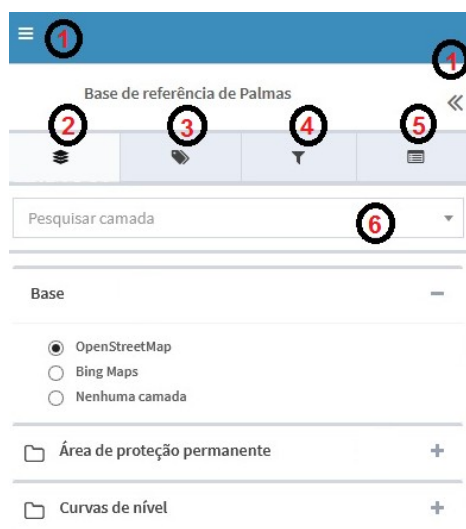 1
1
Base de referência de Palmas
2
3
4
5
Pesquisar camada
6
Base
OpenStreetMap
Bing Maps
Nenhuma camada
Área de proteção permanente
Curvas de nível